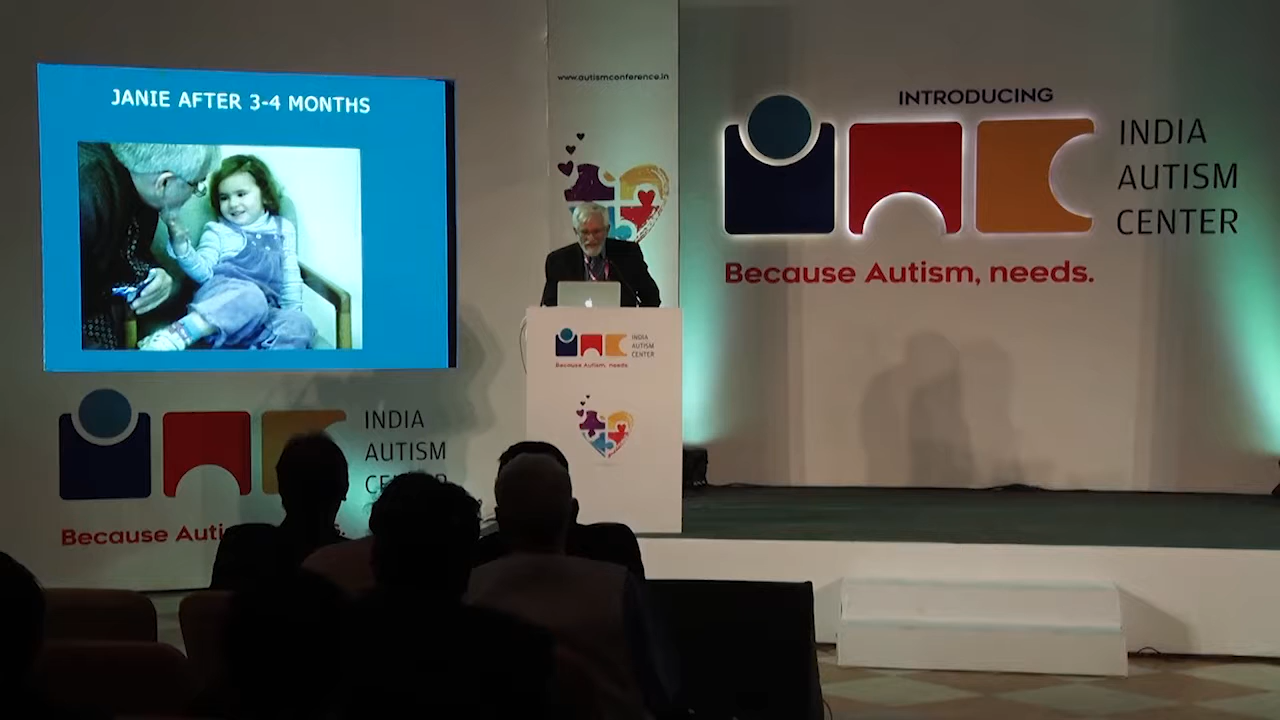 JANIE AFTER 3-4 MONTHS
www.autismconference.in
INTRODUCING
INDIA
AUTISM
CENTER
Because Autism, needs.
INDIA
AUTISM
CENTER
Because Autism, needs.
INDIA
AUTISM
Because